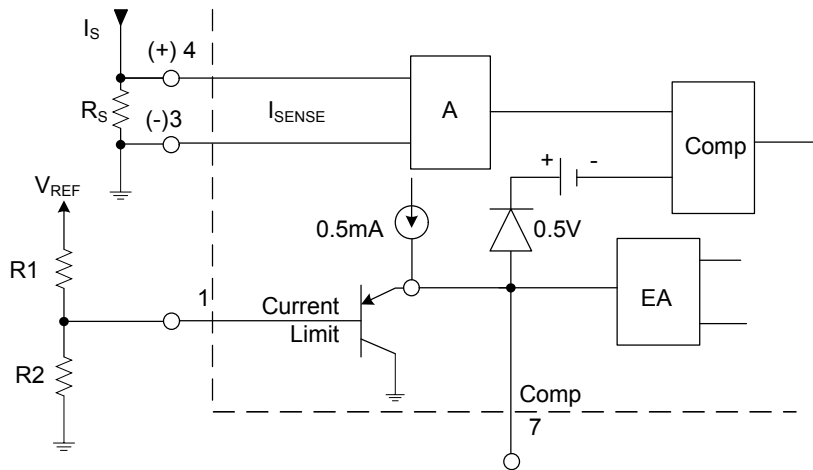 I_S
(+) 4
R_S
(-)3
I_SENSE
A
Comp
+ -
V_REF
0.5mA
0.5V
R1
1
Current
Limit
EA
R2
Comp
7